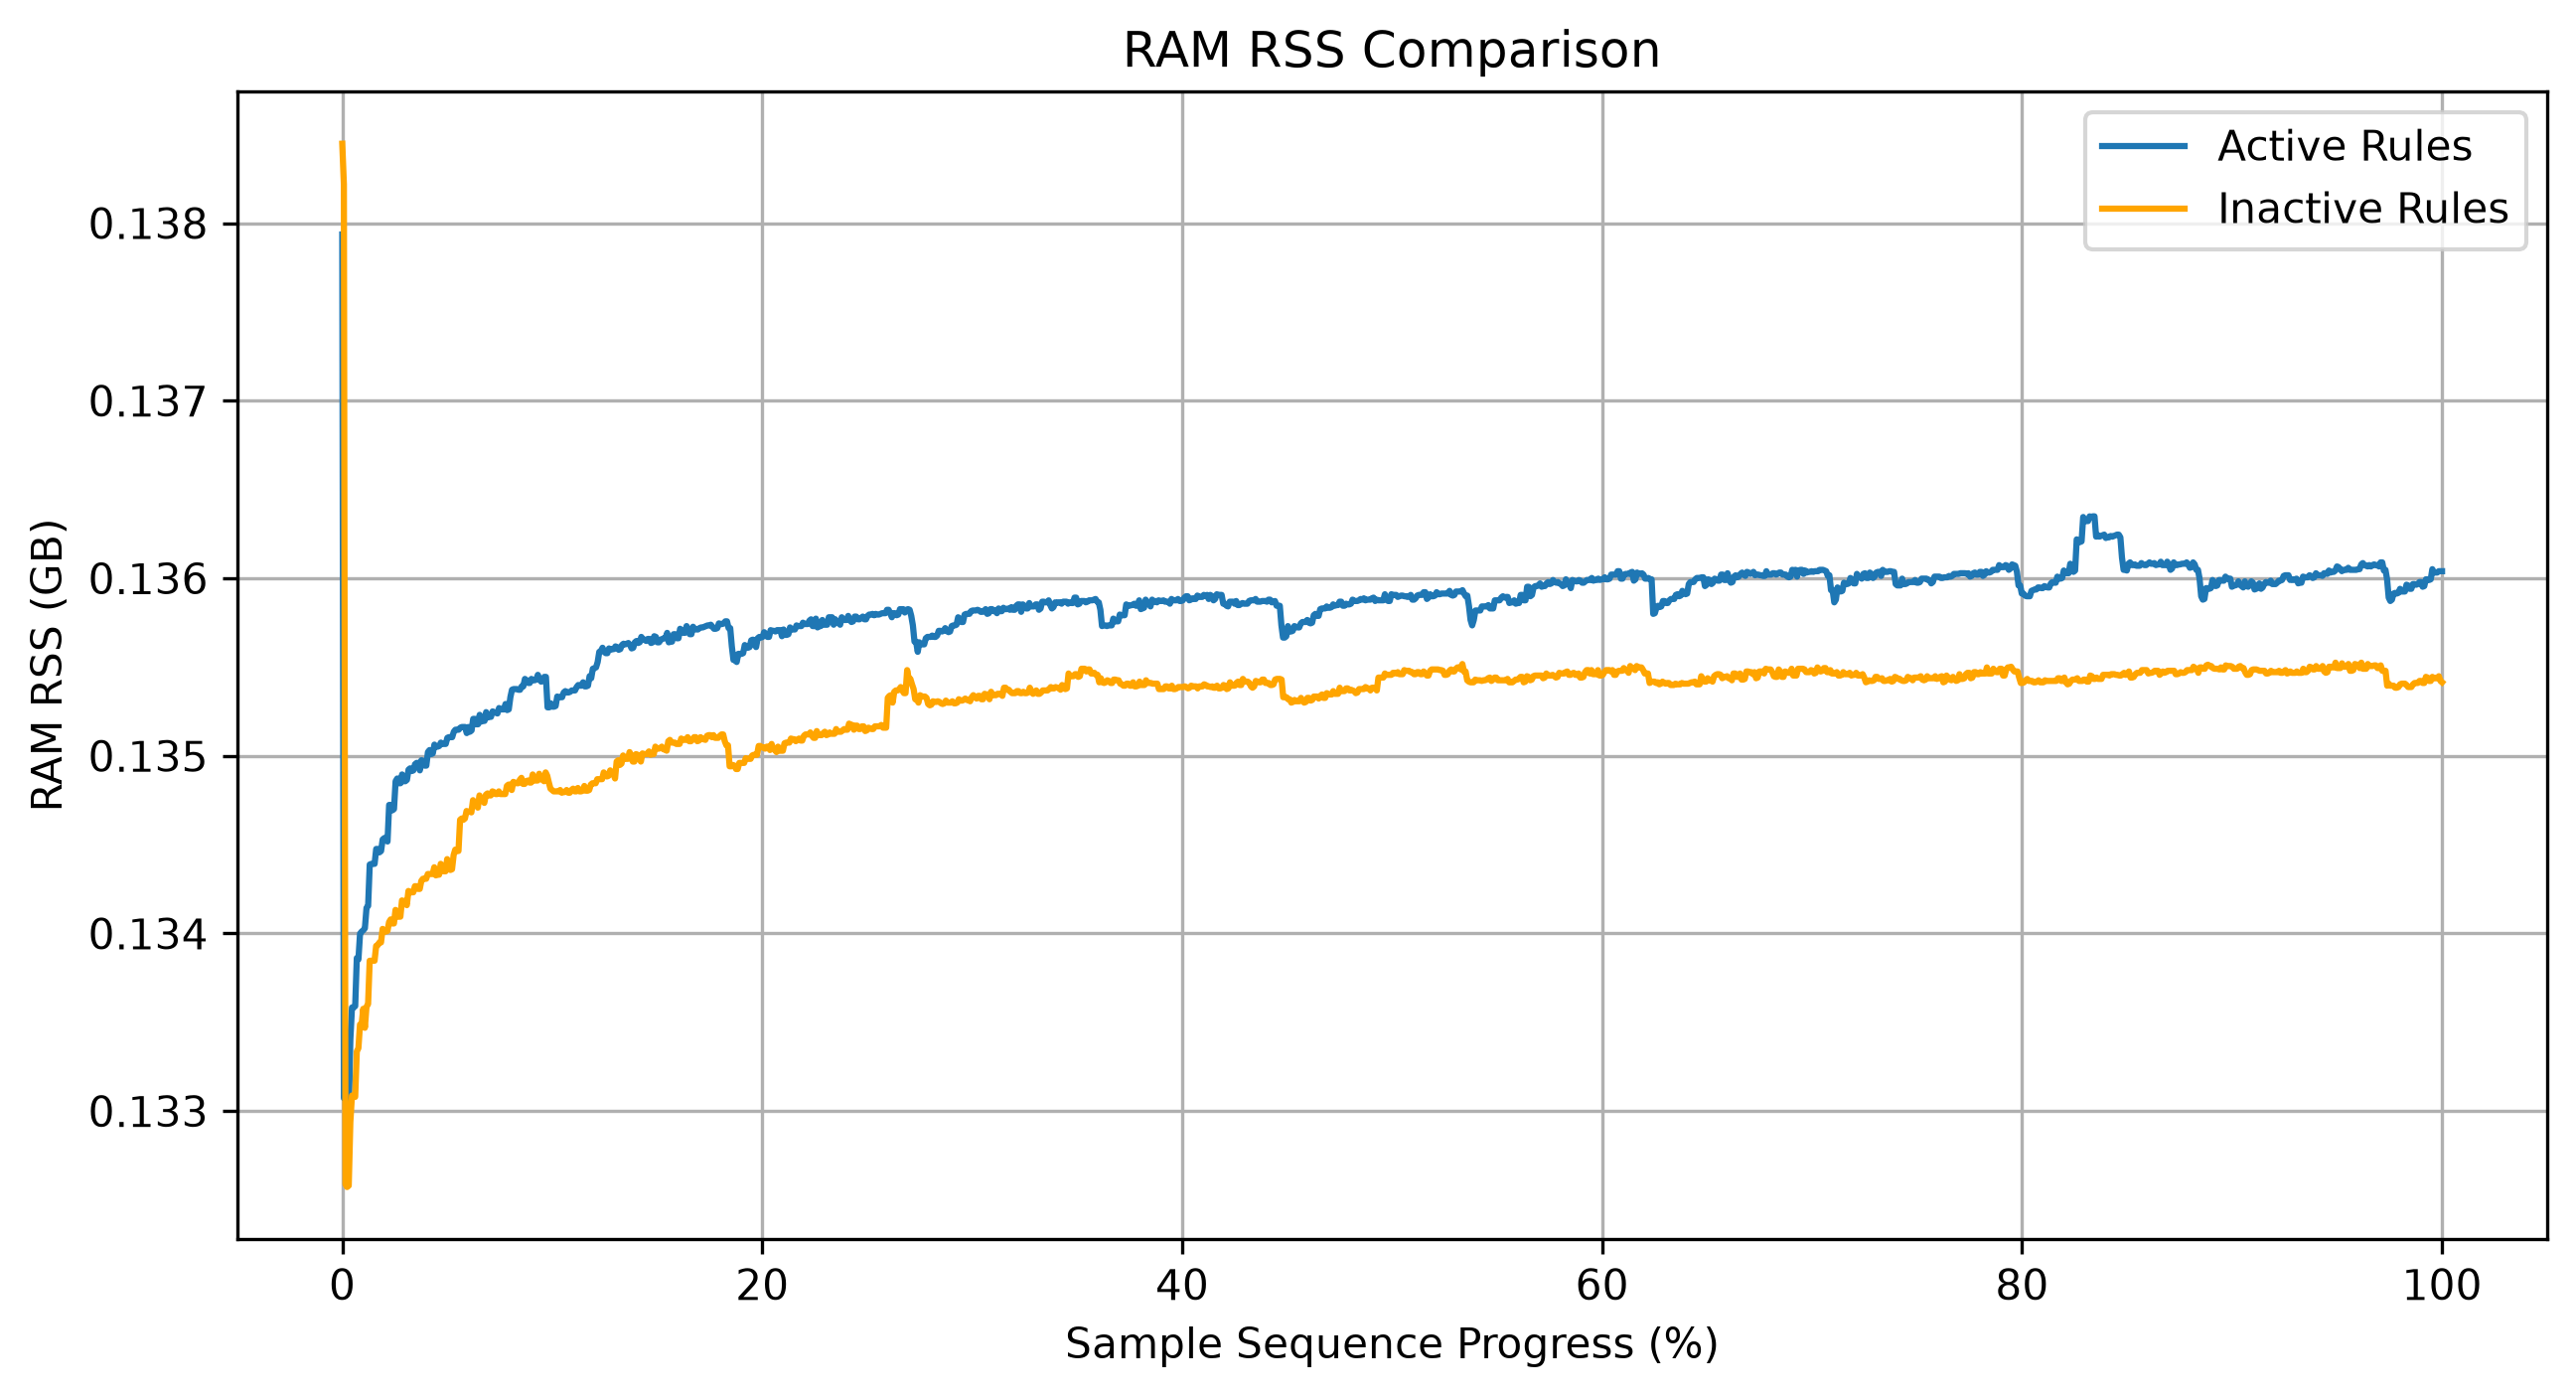 RAM RSS Comparison
Active Rules
Inactive Rules
RAM RSS (GB)
0.138
0.137
0.136
0.135
0.134
0.133
0 20 40 60 80 100
Sample Sequence Progress (%)